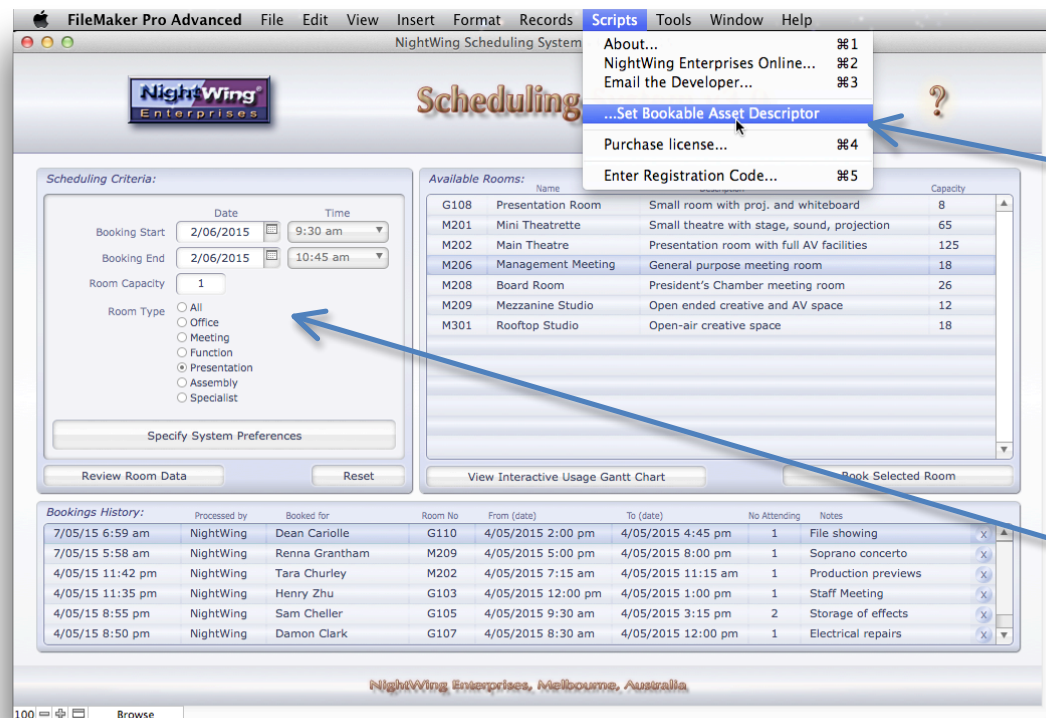 FileMaker Pro Advanced File Edit View Insert Format Records Scripts Tools Window Help
NightWing Scheduling System
About... ⌘1
NightWing Enterprises Online... ⌘2
Email the Developer... ⌘3
...Set Bookable Asset Descriptor
Purchase license... ⌘4
Enter Registration Code... ⌘5
NightWing®
Enterprises
Scheduling
?
Scheduling Criteria:
Date Time
Booking Start 2/06/2015 9:30 am
Booking End 2/06/2015 10:45 am
Room Capacity 1
Room Type All
Office
Meeting
Function
Presentation
Assembly
Specialist
Specify System Preferences
Review Room Data Reset
Available Rooms:
Name Description Capacity
G108 Presentation Room Small room with proj. and whiteboard 8
M201 Mini Theatrette Small theatre with stage, sound, projection 65
M202 Main Theatre Presentation room with full AV facilities 125
M206 Management Meeting General purpose meeting room 18
M208 Board Room President's Chamber meeting room 26
M209 Mezzanine Studio Open ended creative and AV space 12
M301 Rooftop Studio Open-air creative space 18
View Interactive Usage Gantt Chart Book Selected Room
Bookings History: Processed by Booked for Room No From (date) To (date) No Attending Notes
7/05/15 6:59 am NightWing Dean Cariolle G110 4/05/2015 2:00 pm 4/05/2015 4:45 pm 1 File showing X
7/05/15 5:58 am NightWing Renna Grantham M209 4/05/2015 5:00 pm 4/05/2015 8:00 pm 1 Soprano concerto X
4/05/15 11:42 pm NightWing Tara Churley M202 4/05/2015 7:15 am 4/05/2015 11:15 am 1 Production previews X
4/05/15 11:35 pm NightWing Henry Zhu G103 4/05/2015 12:00 pm 4/05/2015 1:00 pm 1 Staff Meeting X
4/05/15 8:55 pm NightWing Sam Cheller G105 4/05/2015 9:30 am 4/05/2015 3:15 pm 2 Storage of effects X
4/05/15 8:50 pm NightWing Damon Clark G107 4/05/2015 8:30 am 4/05/2015 12:00 pm 1 Electrical repairs X
NightWing Enterprises, Melbourne, Australia
100 Browse